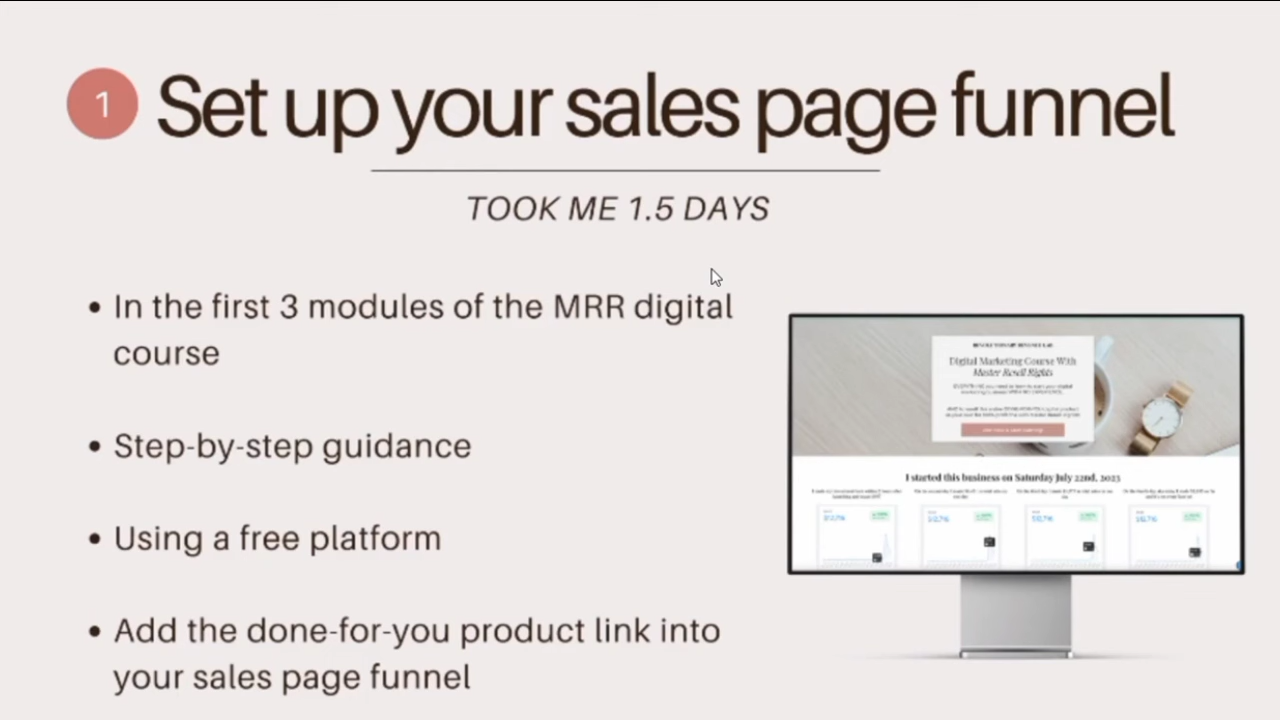 1 Set up your sales page funnel
TOOK ME 1.5 DAYS
• In the first 3 modules of the MRR digital
course
• Step-by-step guidance
• Using a free platform
• Add the done-for-you product link into
your sales page funnel
Digital Marketing Course With
Master Resell Rights
I started this business on Saturday July 22nd, 2023